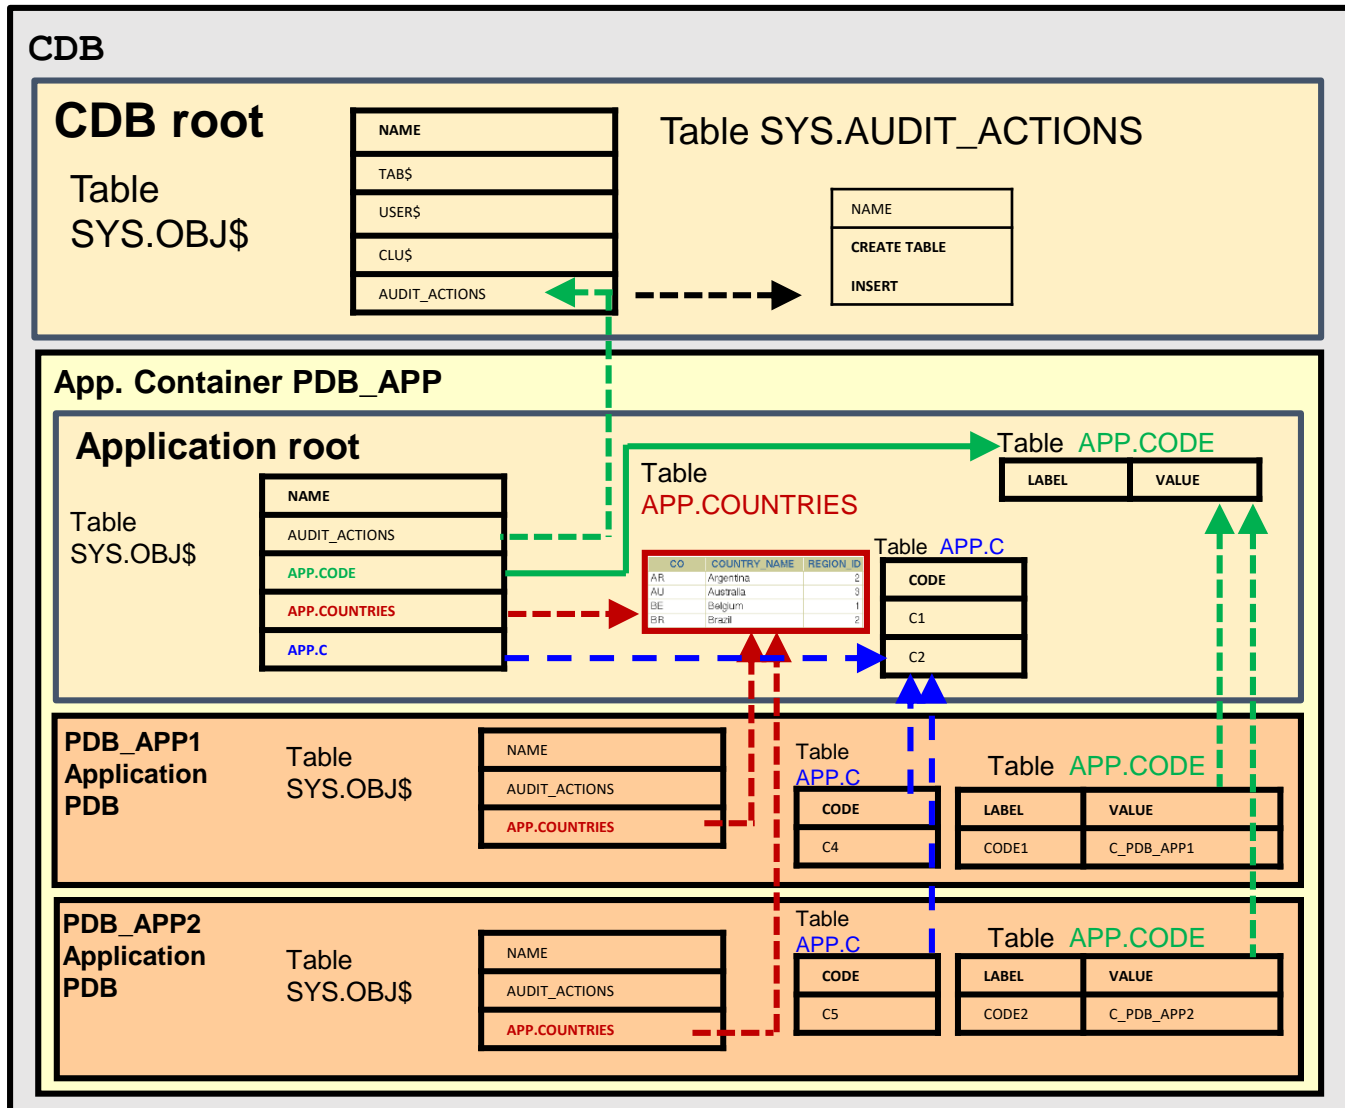 CDB
CDB root
Table
SYS.OBJ$
NAME
TAB$
USER$
CLU$
AUDIT_ACTIONS
Table SYS.AUDIT_ACTIONS
NAME
CREATE TABLE
INSERT
App. Container PDB_APP
Application root
Table
SYS.OBJ$
NAME
AUDIT_ACTIONS
APP.CODE
APP.COUNTRIES
APP.C
Table
APP.COUNTRIES
CO COUNTRY_NAME REGION_ID
AR Argentina 2
AU Australia 3
BE Belgium 1
BR Brazil 2
Table APP.C
CODE
C1
C2
Table APP.CODE
LABEL VALUE
PDB_APP1
Application
PDB
Table
SYS.OBJ$
NAME
AUDIT_ACTIONS
APP.COUNTRIES
Table
APP.C
CODE
C4
Table APP.CODE
LABEL VALUE
CODE1 C_PDB_APP1
PDB_APP2
Application
PDB
Table
SYS.OBJ$
NAME
AUDIT_ACTIONS
APP.COUNTRIES
Table
APP.C
CODE
C5
Table APP.CODE
LABEL VALUE
CODE2 C_PDB_APP2